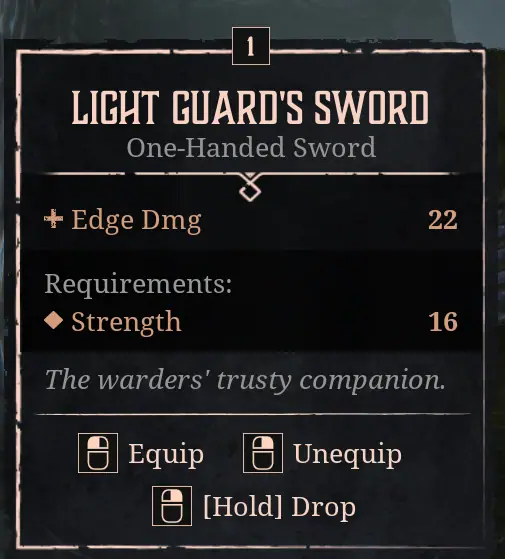 1
LIGHT GUARD'S SWORD
One-Handed Sword
Edge Dmg 22
Requirements:
Strength 16
The warders' trusty companion.
Equip Unequip
[Hold] Drop